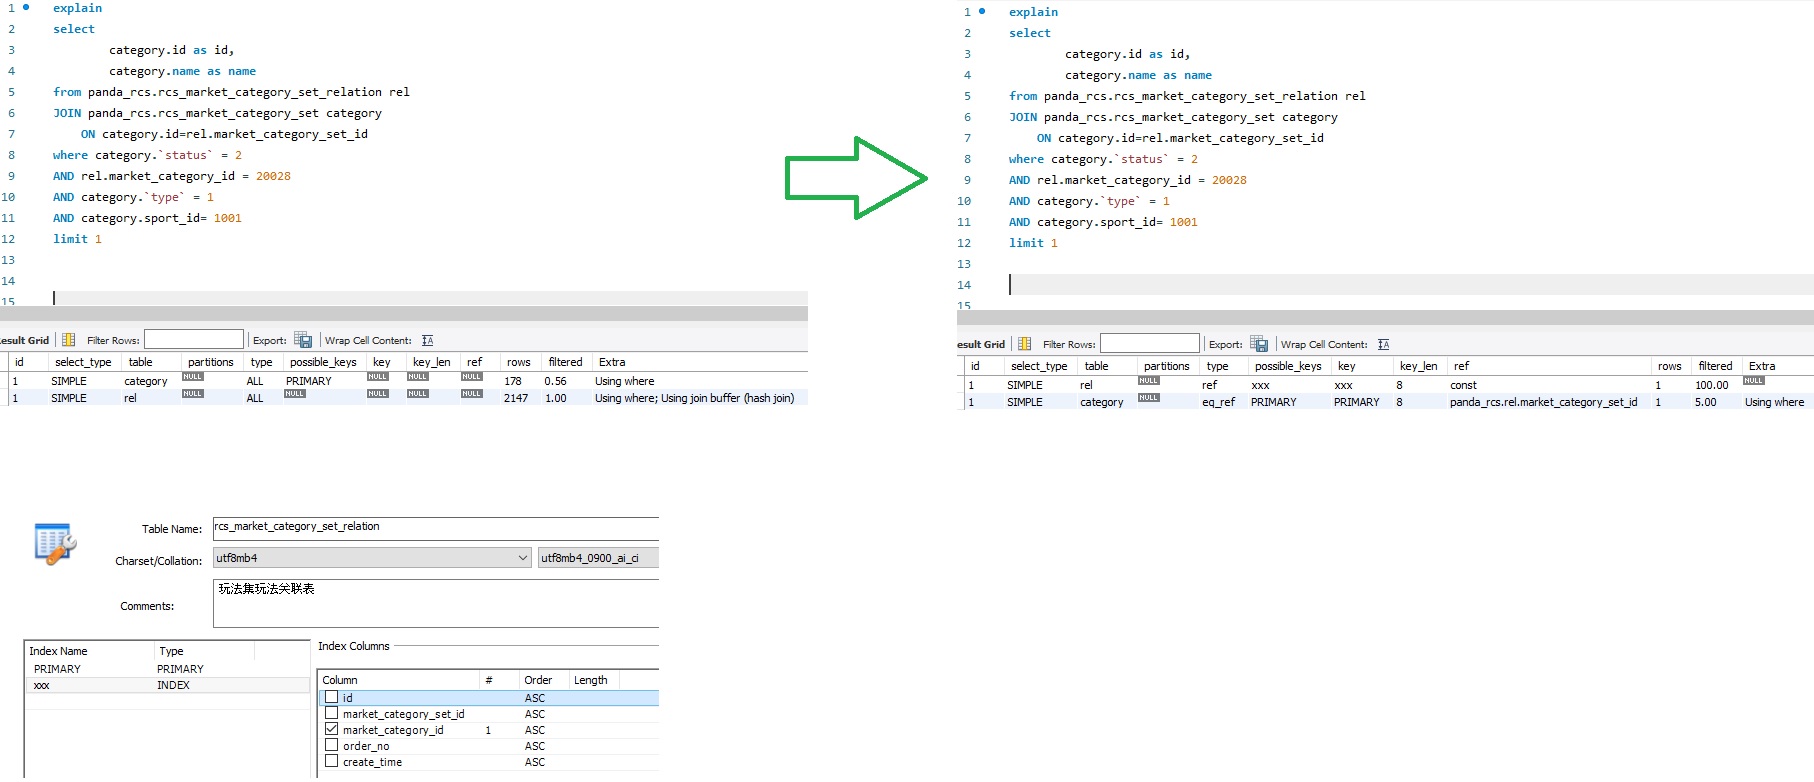 1 explain
2 select
3 category.id as id,
4 category.name as name
5 from panda_rcs.rcs_market_category_set_relation rel
6 JOIN panda_rcs.rcs_market_category_set category
7 ON category.id=rel.market_category_set_id
8 where category.`status` = 2
9 AND rel.market_category_id = 20028
10 AND category.`type` = 1
11 AND category.sport_id= 1001
12 limit 1
13
14
15
esult Grid Filter Rows: Export: Wrap Cell Content: IA
id select_type table partitions type possible_keys key key_len ref rows filtered Extra
1 SIMPLE category NULL ALL PRIMARY NULL NULL NULL 178 0.56 Using where
1 SIMPLE rel NULL ALL NULL NULL NULL NULL 2147 1.00 Using where; Using join buffer (hash join)
1 explain
2 select
3 category.id as id,
4 category.name as name
5 from panda_rcs.rcs_market_category_set_relation rel
6 JOIN panda_rcs.rcs_market_category_set category
7 ON category.id=rel.market_category_set_id
8 where category.`status` = 2
9 AND rel.market_category_id = 20028
10 AND category.`type` = 1
11 AND category.sport_id= 1001
12 limit 1
13
14
15
esult Grid Filter Rows: Export: Wrap Cell Content: IA
id select_type table partitions type possible_keys key key_len ref rows filtered Extra
1 SIMPLE rel NULL ref xxx xxx 8 const 1 100.00 NULL
1 SIMPLE category NULL eq_ref PRIMARY PRIMARY 8 panda_rcs.rel.market_category_set_id 1 5.00 Using where
Table Name: rcs_market_category_set_relation
Charset/Collation: utf8mb4 utf8mb4_0900_ai_ci
Comments: 玩法集玩法关联表
Index Name Type
PRIMARY PRIMARY
xxx INDEX
Index Columns
Column # Order Length
id ASC
market_category_set_id ASC
market_category_id 1 ASC
order_no ASC
create_time ASC